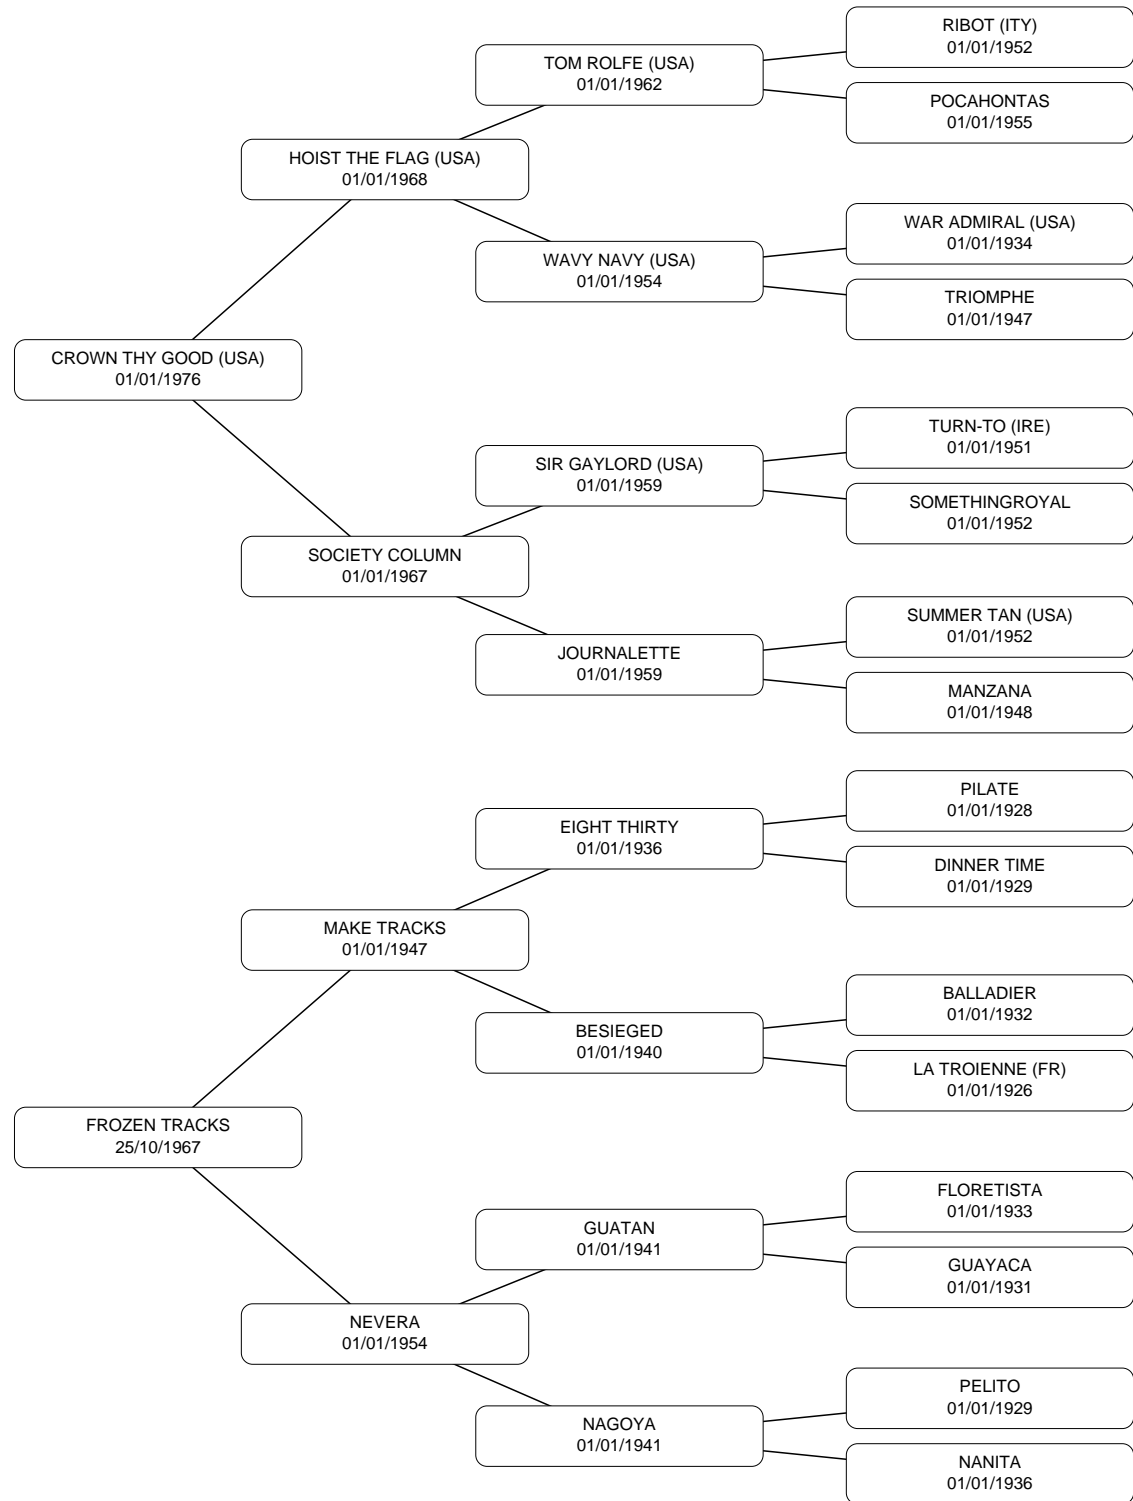 RIBOT (ITY)
01/01/1952
TOM ROLFE (USA)
01/01/1962
POCAHONTAS
01/01/1955
HOIST THE FLAG (USA)
01/01/1968
WAR ADMIRAL (USA)
01/01/1934
WAVY NAVY (USA)
01/01/1954
TRIOMPHE
01/01/1947
CROWN THY GOOD (USA)
01/01/1976
TURN-TO (IRE)
01/01/1951
SIR GAYLORD (USA)
01/01/1959
SOMETHINGROYAL
01/01/1952
SOCIETY COLUMN
01/01/1967
SUMMER TAN (USA)
01/01/1952
JOURNALETTE
01/01/1959
MANZANA
01/01/1948
PILATE
01/01/1928
EIGHT THIRTY
01/01/1936
DINNER TIME
01/01/1929
MAKE TRACKS
01/01/1947
BALLADIER
01/01/1932
BESIEGED
01/01/1940
LA TROIENNE (FR)
01/01/1926
FROZEN TRACKS
25/10/1967
FLORETISTA
01/01/1933
GUATAN
01/01/1941
GUAYACA
01/01/1931
NEVERA
01/01/1954
PELITO
01/01/1929
NAGOYA
01/01/1941
NANITA
01/01/1936